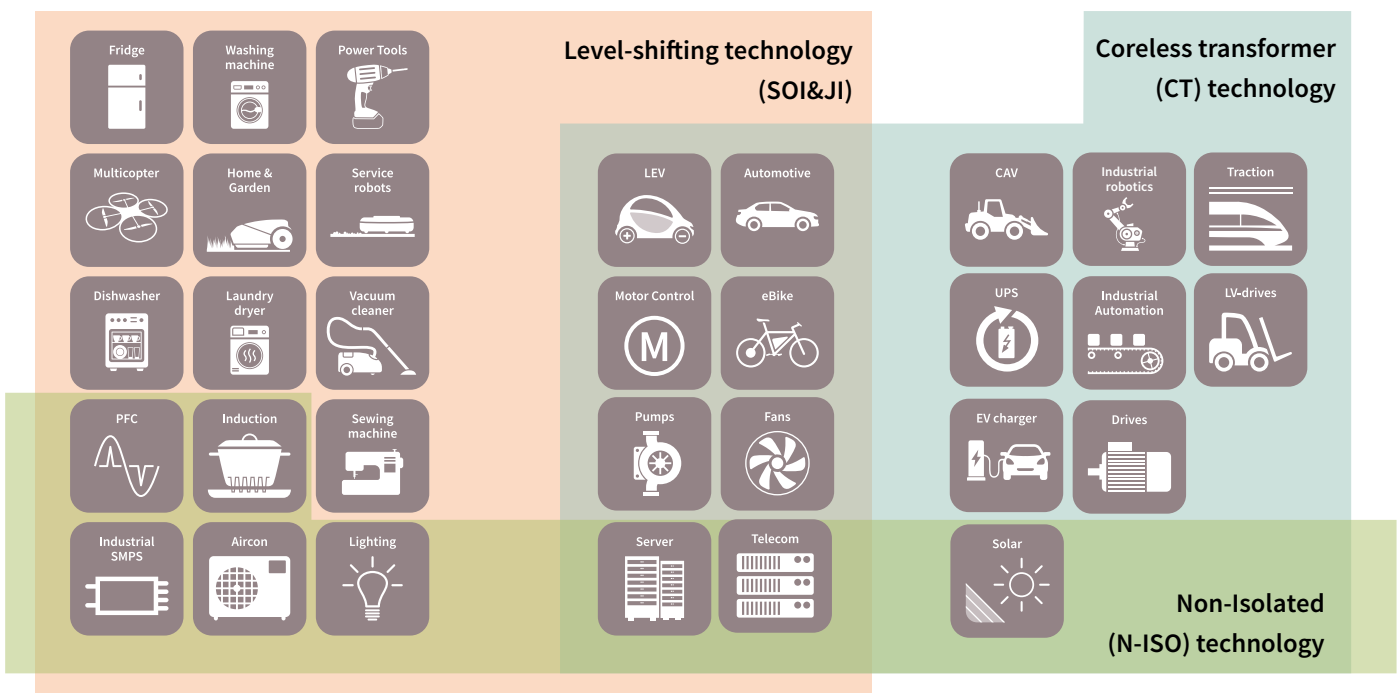 Level-shifting technology
(SOI&JI)
Coreless transformer
(CT) technology
Fridge
Washing
machine
Power Tools
Multicopter
Home &
Garden
Service
robots
LEV
Automotive
CAV
Industrial
robotics
Traction
Dishwasher
Laundry
dryer
Vacuum
cleaner
Motor Control
M
eBike
UPS
Industrial
Automation
LV-drives
PFC
Induction
Sewing
machine
Pumps
Fans
EV charger
Drives
Industrial
SMPS
Aircon
Lighting
Server
Telecom
Solar
Non-Isolated
(N-ISO) technology